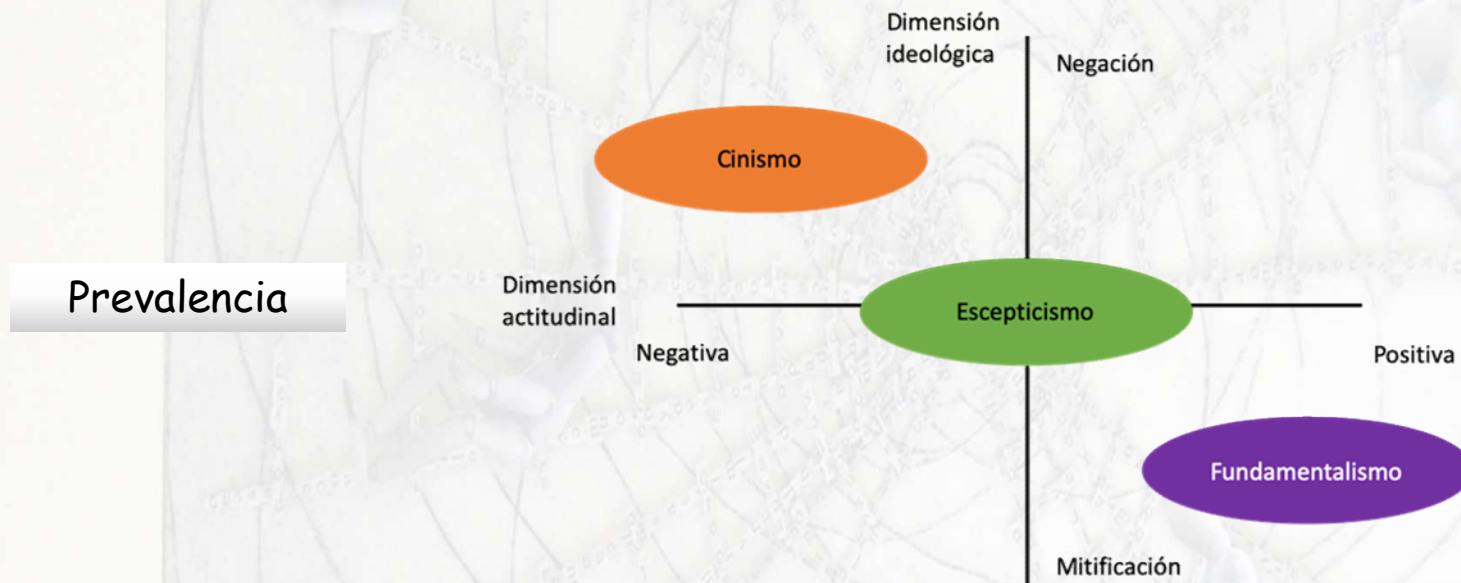 Dimensión
ideológica
Negación
Cinismo
Prevalencia
Dimensión
actitudinal
Escepticismo
Negativa
Positiva
Fundamentalismo
Mitificación